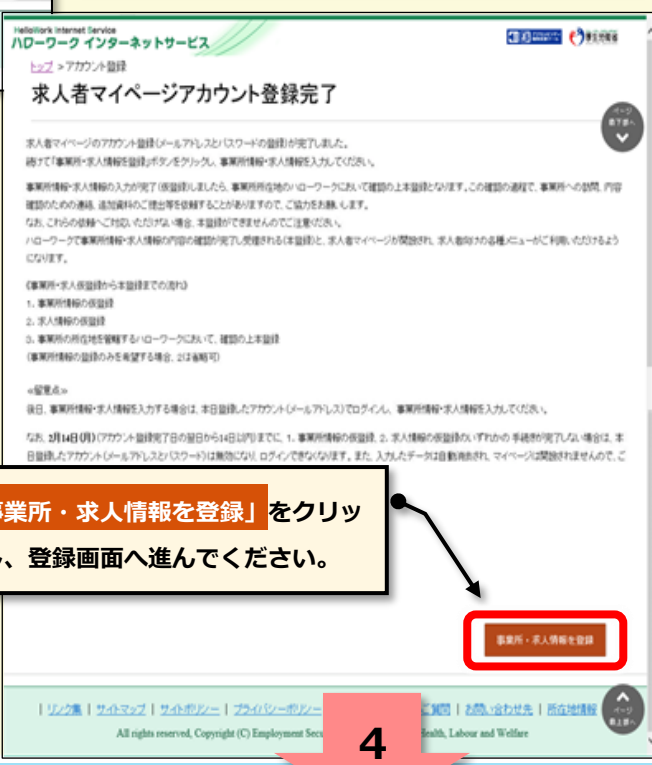 HelloWork Internet Service
ハローワーク インターネットサービス
厚生労働省
トップ > アカウント登録
求人者マイページアカウント登録完了
ページ
最下部へ
求人者マイページのアカウント登録(メールアドレスとパスワードの登録)が完了しました。
続けて「事業所・求人情報を登録」ボタンをクリックし、事業所情報・求人情報を入力してください。
事業所情報・求人情報の入力が完了(仮登録)しましたら、事業所所在地のハローワークにおいて確認の上本登録となります。この確認の過程で、事業所への訪問、内容
確認のための連絡、追加資料のご提出等を依頼することがありますので、ご協力をお願いします。
なお、これらの依頼へご対応いただけない場合、本登録ができませんのでご注意ください。
ハローワークで事業所情報・求人情報の内容の確認が完了し受理される(本登録)と、求人者マイページが開設され、求人者向けの各種メニューがご利用いただけるよう
になります。
《事業所・求人仮登録から本登録までの流れ》
1. 事業所情報の仮登録
2. 求人情報の仮登録
3. 事業所の所在地を管轄するハローワークにおいて、確認の上本登録
(事業所情報の登録のみを希望する場合、2は省略可)
≪留意点≫
後日、事業所情報・求人情報を入力する場合は、本日登録したアカウント(メールアドレス)でログインし、事業所情報・求人情報を入力してください。
なお、2月14日(月)(アカウント登録完了日の翌日から14日以内)までに、1. 事業所情報の仮登録、2. 求人情報の仮登録のいずれかの手続きが完了しない場合は、本
日登録したアカウント(メールアドレスとパスワード)は無効になり、ログインできなくなります。また、入力したデータは自動消去され、マイページは開設されませんので、ご
事業所・求人情報を登録」をクリッ
、登録画面へ進んでください。
事業所・求人情報を登録
| リンク集 | サイトマップ | サイトポリシー | プライバシーポリシー
ご質問 | お問い合わせ先 | 所在地情報
ページ
最上部へ
All rights reserved, Copyright (C) Employment Secu
Health, Labour and Welfare
4